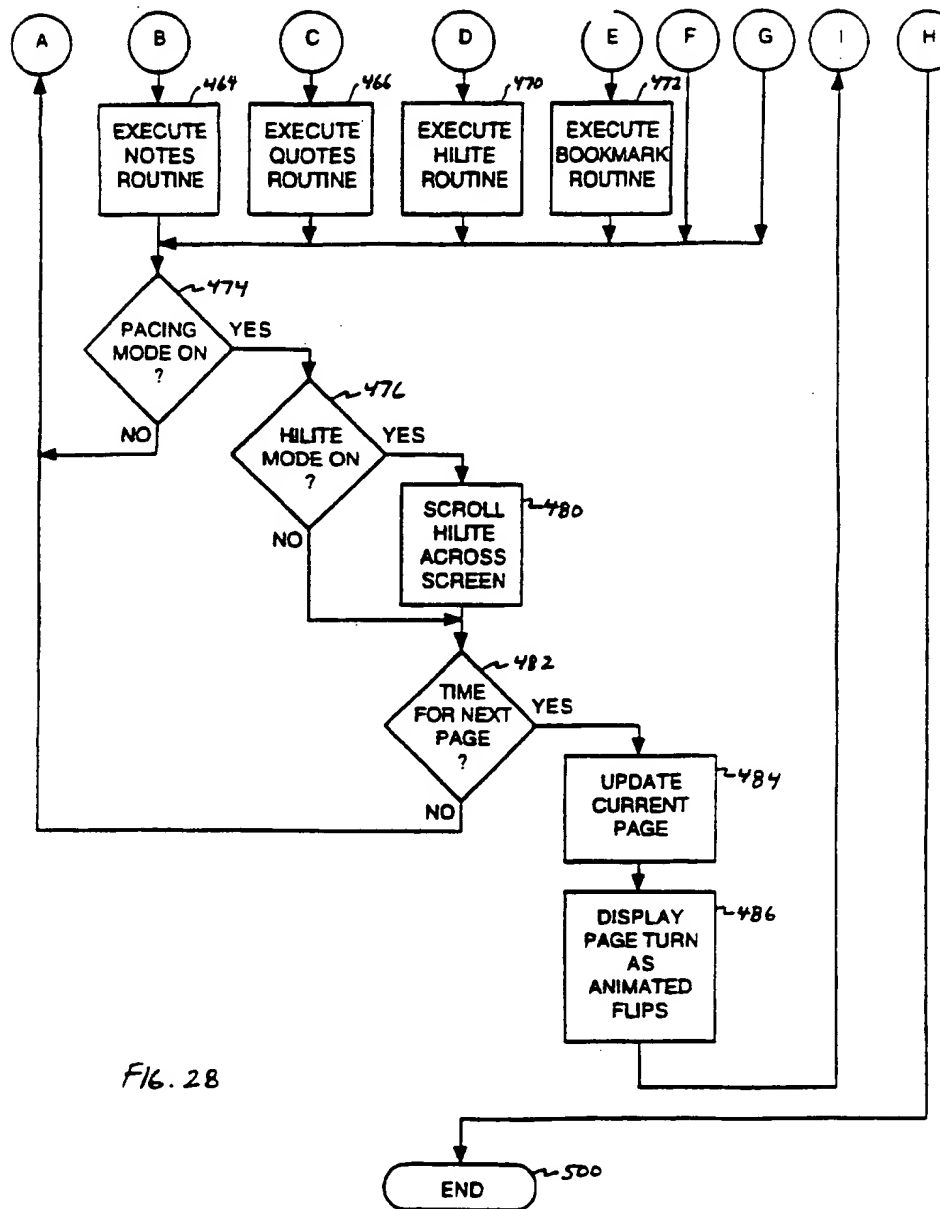 A B C D E F G I H
464 466 470 472
EXECUTE
NOTES
ROUTINE
EXECUTE
QUOTES
ROUTINE
EXECUTE
HILITE
ROUTINE
EXECUTE
BOOKMARK
ROUTINE
474
PACING
MODE ON
?
YES
NO
476
HILITE
MODE ON
?
YES
NO
480
SCROLL
HILITE
ACROSS
SCREEN
482
TIME
FOR NEXT
PAGE
?
YES
NO
484
UPDATE
CURRENT
PAGE
486
DISPLAY
PAGE TURN
AS
ANIMATED
FLIPS
FIG. 28
500
END